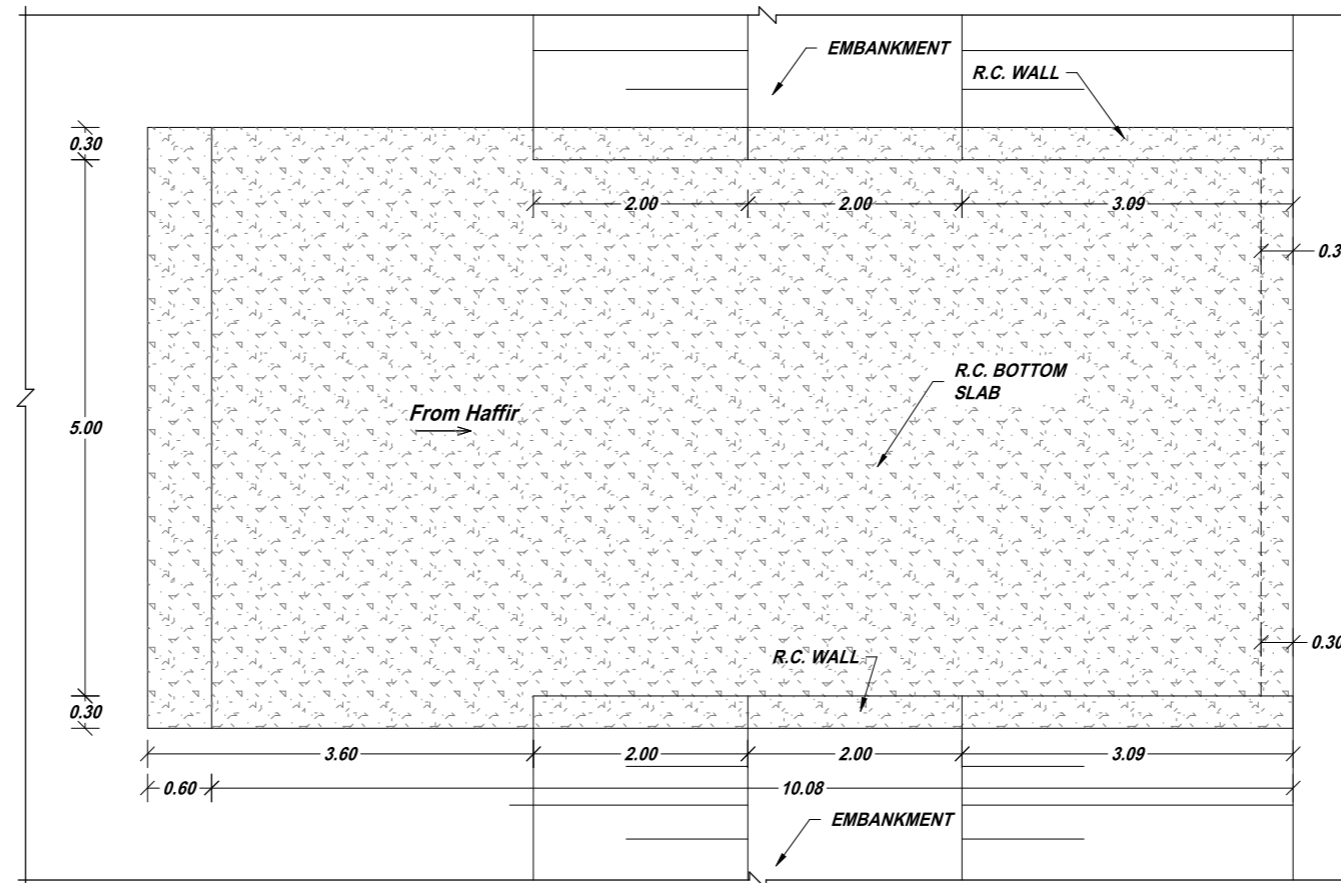 EMBANKMENT
R.C. WALL
0.30
2.00
2.00
3.09
0.3
R.C. BOTTOM
SLAB
From Haffir
5.00
0.30
R.C. WALL
0.30
3.60
2.00
2.00
3.09
0.60
10.08
EMBANKMENT